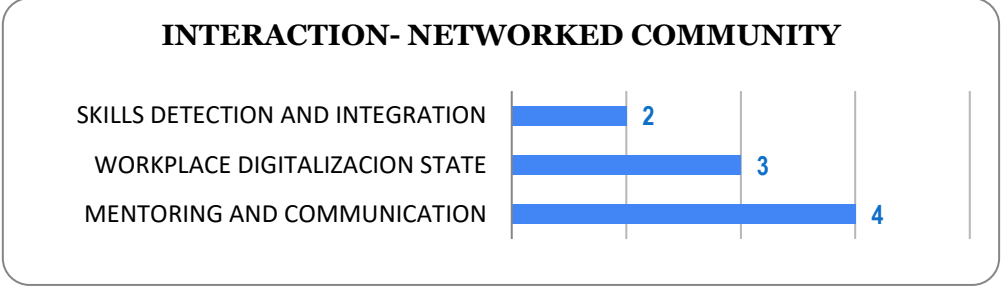 INTERACTION- NETWORKED COMMUNITY
SKILLS DETECTION AND INTEGRATION 2
WORKPLACE DIGITALIZACION STATE 3
MENTORING AND COMMUNICATION 4